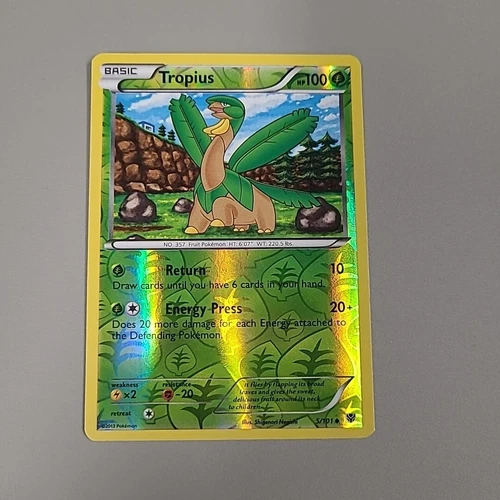 BASIC Tropius HP100
NO. 357 Fruit Pokémon HT: 6'07" WT: 220.5 lbs.
Return 10
Draw cards until you have 6 cards in your hand.
Energy Press 20+
Does 20 more damage for each Energy attached to
the Defending Pokémon.
weakness resistance
×2 -20
It flies by flapping its broad
leaves and gives the sweet,
delicious fruit around its neck
to children.
retreat
Illus. Shigenori Negishi
©2013 Pokémon 5/101